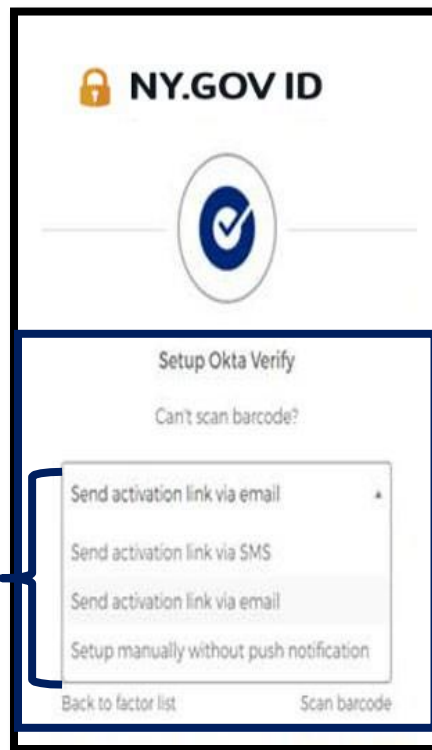 NY.GOV ID
Setup Okta Verify
Can't scan barcode?
Send activation link via email
Send activation link via SMS
Send activation link via email
Setup manually without push notification
Back to factor list Scan barcode